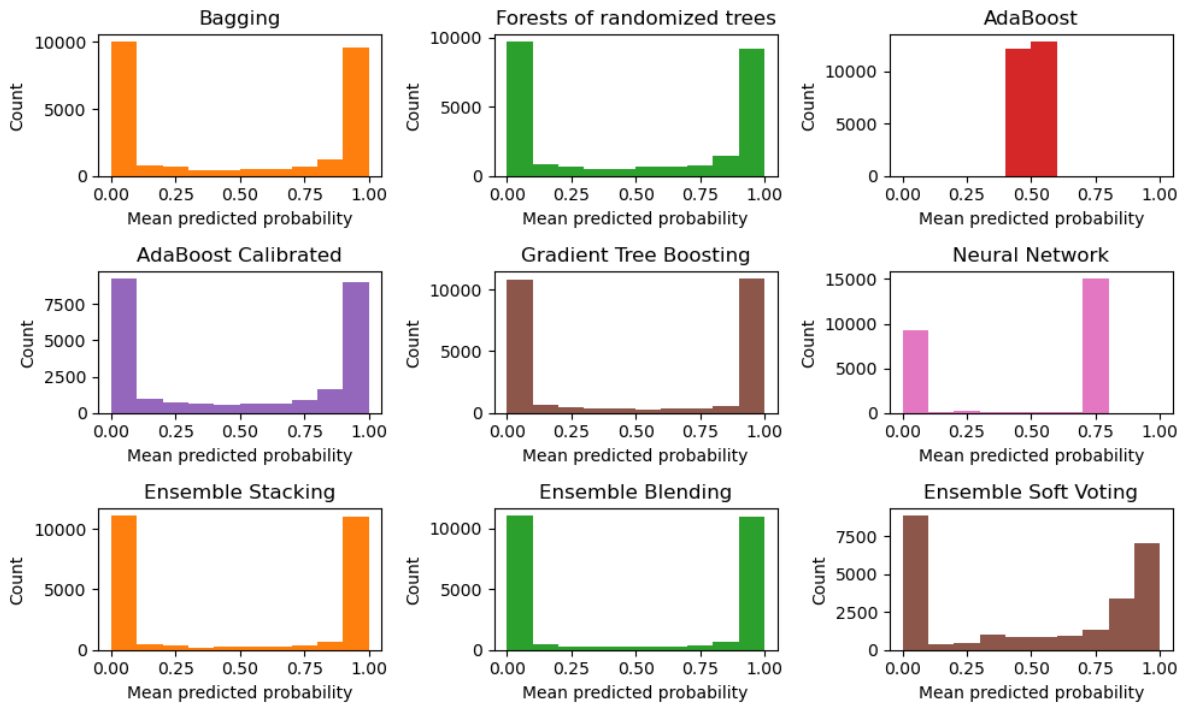 Bagging
10000
5000
0
Count
0.00 0.25 0.50 0.75 1.00
Mean predicted probability
Forests of randomized trees
10000
5000
0
Count
0.00 0.25 0.50 0.75 1.00
Mean predicted probability
AdaBoost
10000
5000
0
Count
0.00 0.25 0.50 0.75 1.00
Mean predicted probability
AdaBoost Calibrated
7500
5000
2500
0
Count
0.00 0.25 0.50 0.75 1.00
Mean predicted probability
Gradient Tree Boosting
10000
5000
0
Count
0.00 0.25 0.50 0.75 1.00
Mean predicted probability
Neural Network
15000
10000
5000
0
Count
0.00 0.25 0.50 0.75 1.00
Mean predicted probability
Ensemble Stacking
10000
5000
0
Count
0.00 0.25 0.50 0.75 1.00
Mean predicted probability
Ensemble Blending
10000
5000
0
Count
0.00 0.25 0.50 0.75 1.00
Mean predicted probability
Ensemble Soft Voting
7500
5000
2500
0
Count
0.00 0.25 0.50 0.75 1.00
Mean predicted probability